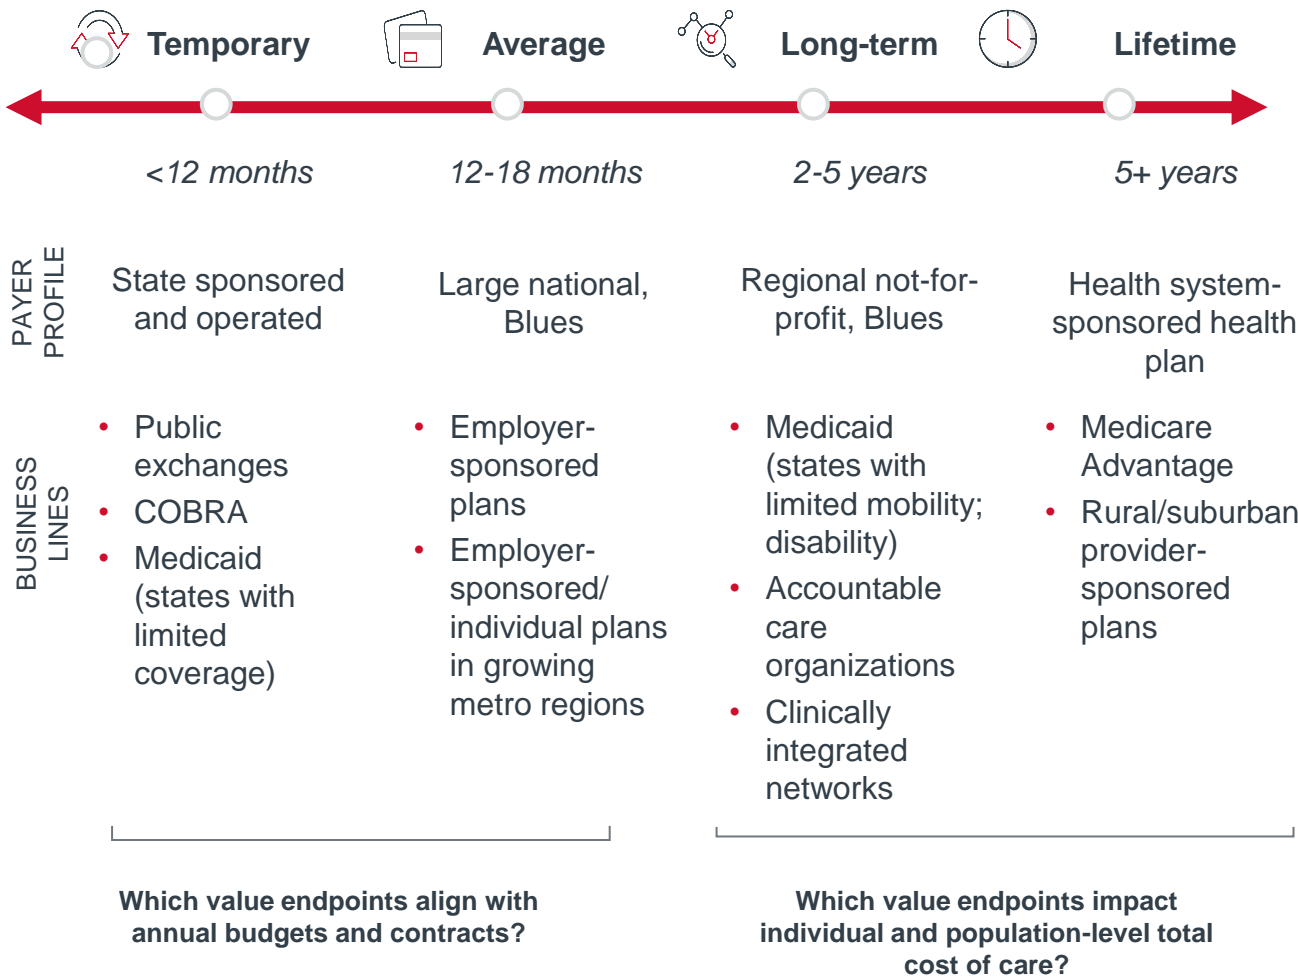 Temporary
Average
Long-term
Lifetime
<12 months
12-18 months
2-5 years
5+ years
PAYER
PROFILE
State sponsored
and operated
Large national,
Blues
Regional not-for-
profit, Blues
Health system-
sponsored health
plan
BUSINESS
LINES
• Public
exchanges
• COBRA
• Medicaid
(states with
limited
coverage)
• Employer-
sponsored
plans
• Employer-
sponsored/
individual plans
in growing
metro regions
• Medicaid
(states with
limited mobility;
disability)
• Accountable
care
organizations
• Clinically
integrated
networks
• Medicare
Advantage
• Rural/suburban
provider-
sponsored
plans
Which value endpoints align with
annual budgets and contracts?
Which value endpoints impact
individual and population-level total
cost of care?